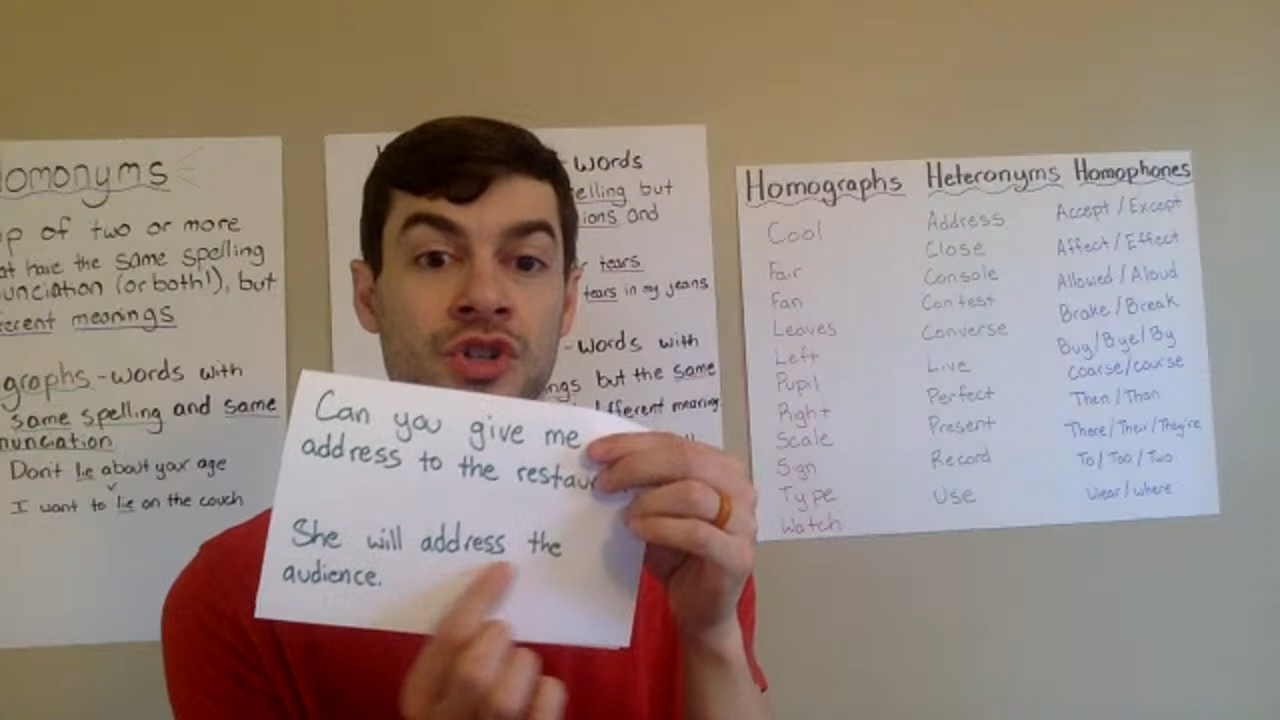 omonyms
p of two or more
at have the same spelling
unciation (or both!), but
erent meanings
graphs - words with
same spelling and same
nunciation
Don't lie about your age
I want to lie on the couch
- words
elling but
ions and
tears
tears in my jeans
- words with
ngs but the same
fferent meaning
Can you give me
address to the restaur
She will address the
audience.
Homographs
Cool
Fair
Fan
Leaves
Left
Pupil
Right
Scale
Sign
Type
Watch
Heteronyms
Address
Close
Console
Contest
Converse
Live
Perfect
Present
Record
Use
Homophones
Accept / Except
Affect / Effect
Allowed / Aloud
Brake / Break
Buy / Bye / By
Coarse / course
Then / Than
There / Their / They're
To / Too / Two
Wear / where